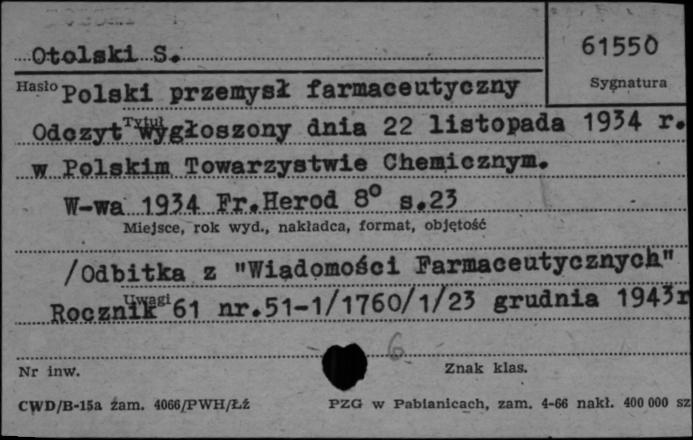 Otolski S.
61550
Sygnatura
Hasło Polski przemysł farmaceutyczny
Tytuł
Odczyt wygłoszony dnia 22 listopada 1934 r.
w Polskim Towarzystwie Chemicznym.
W-wa 1934 Fr.Herod 8° s.23
Miejsce, rok wyd., nakładca, format, objętość
/Odbitka z "Wiadomości Farmaceutycznych"
Uwagi
Rocznik 61 nr.51-1/1760/1/23 grudnia 1943r
6
Nr inw.
Znak klas.
CWD/B-15a zam. 4066/PWH/Łź
PZG w Pabianicach, zam. 4-66 nakł. 400 000 sz